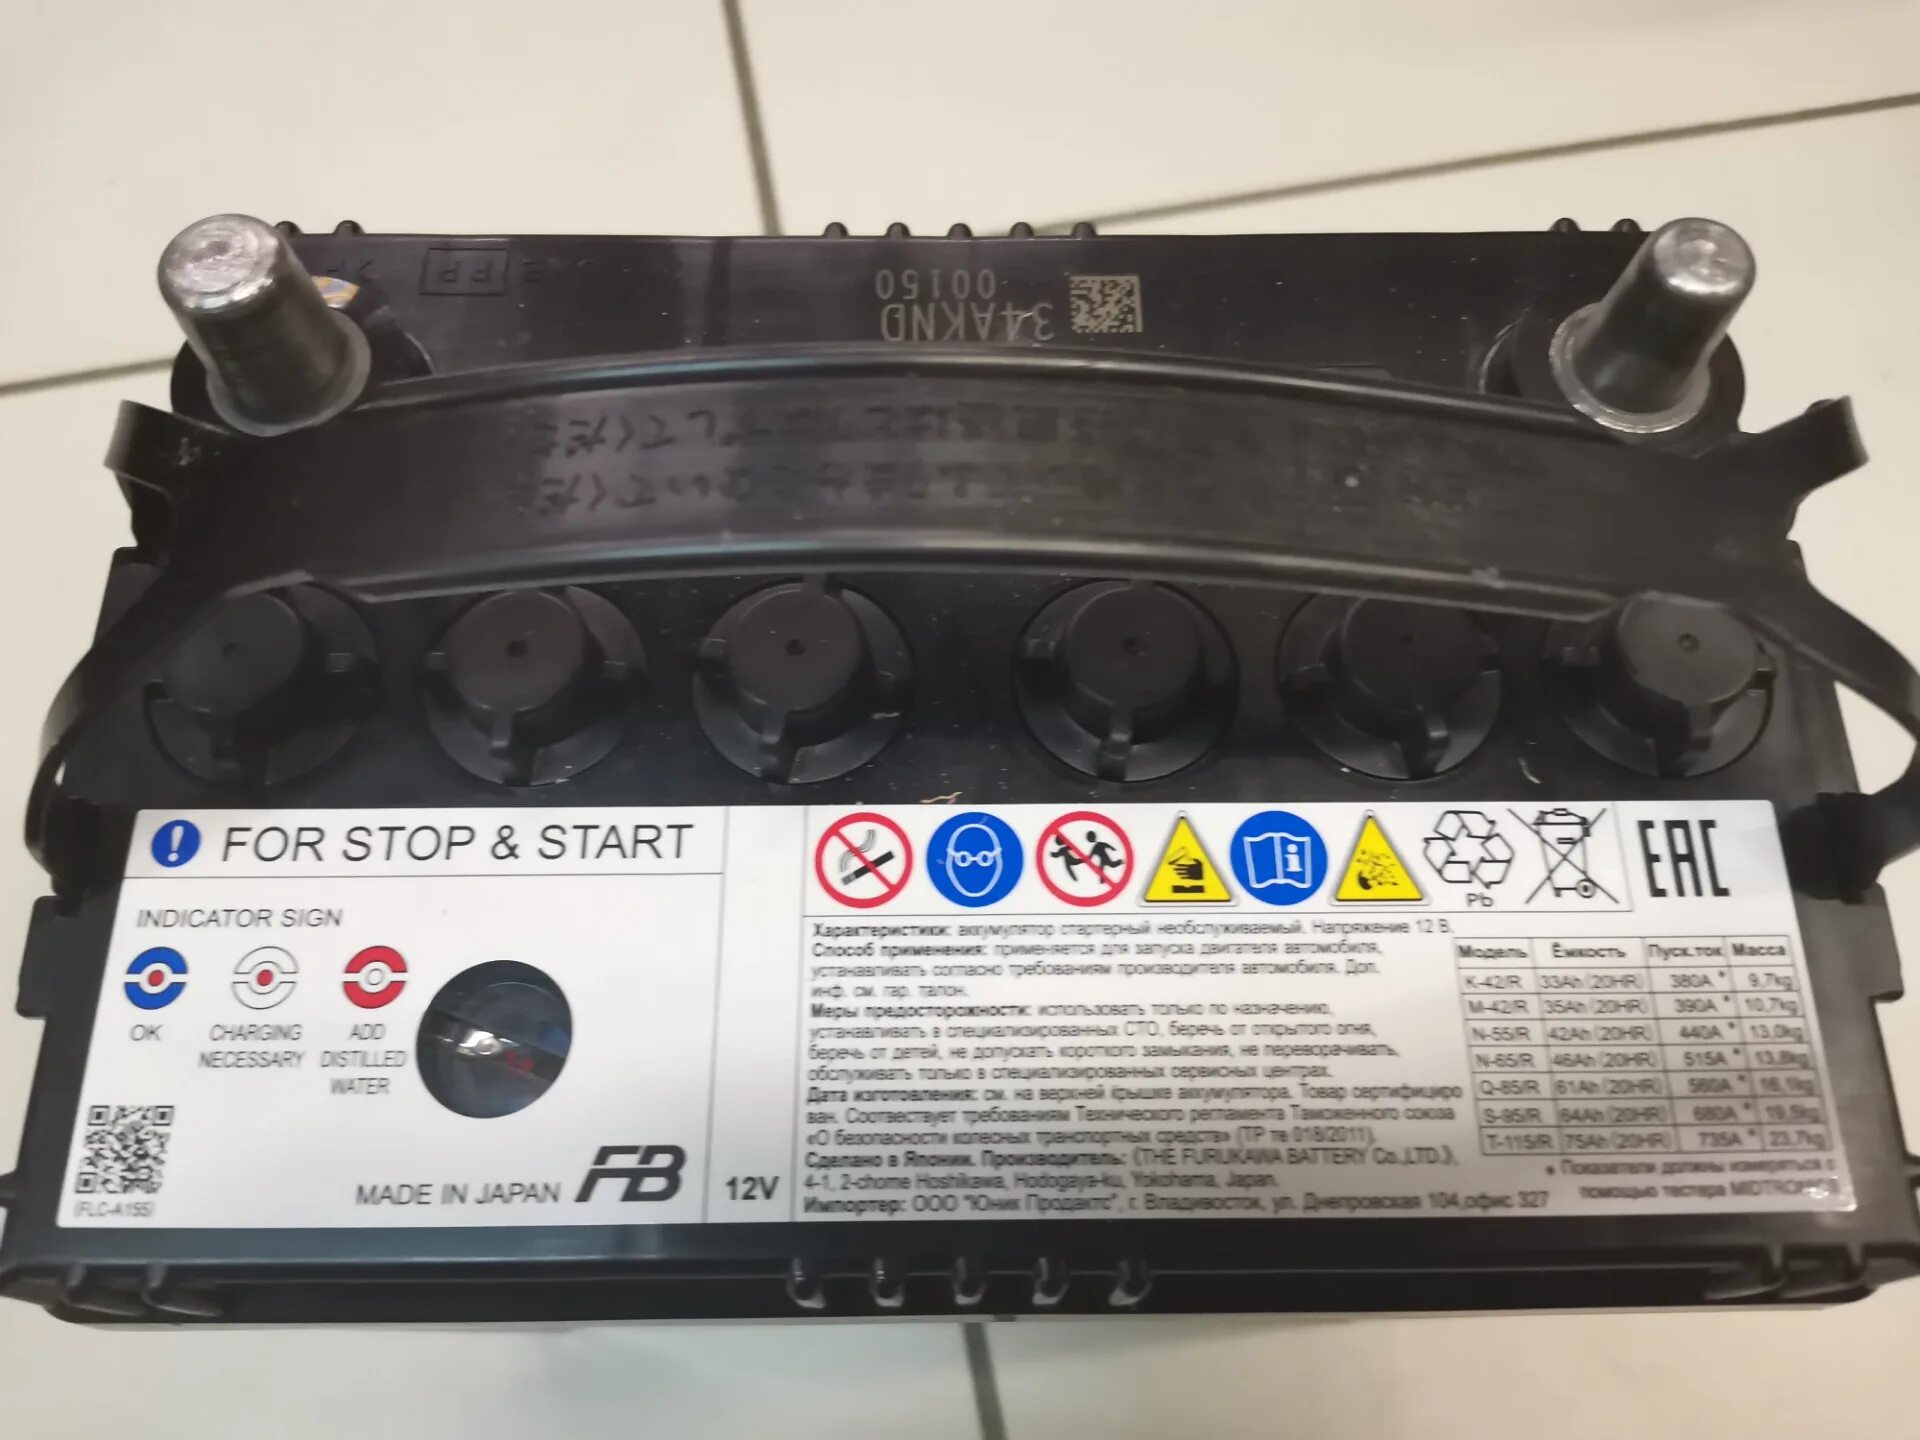 34AKND
00150
PP
FOR STOP & START
INDICATOR SIGN
OK
CHARGING NECESSARY
ADD DISTILLED WATER
(FLC-A155)
MADE IN JAPAN FB
12V
Pb
EAC
Характеристики: аккумулятор стартерный необслуживаемый. Напряжение 12 В.
Способ применения: применяется для запуска двигателя автомобиля,
устанавливать согласно требованиям производителя автомобиля. Доп.
инф. см. гар. талон.
Меры предосторожности: использовать только по назначению,
устанавливать в специализированных СТО, беречь от открытого огня,
беречь от детей, не допускать короткого замыкания, не переворачивать,
обслуживать только в специализированных сервисных центрах.
Дата изготовления: см. на верхней крышке аккумулятора. Товар сертифициро
ван. Соотвествует требованиям Технического регламента Таможенного союза
«О безопасности колесных транспортных средств» (ТР тс 018/2011).
Сделано в Японии. Производитель: (THE FURUKAWA BATTERY Co.,LTD.),
4-1, 2-chome Hoshikawa, Hodogaya-ku, Yokohama, Japan.
Импортер: ООО "Юник Продактс", г. Владивосток, ул. Днепровская 104,офис 327
Модель Ёмкость Пуск.ток Масса
K-42/R 33Ah(20HR) 380A* 9,7kg
M-42/R 35Ah(20HR) 390A* 10,7kg
N-55/R 42Ah(20HR) 440A* 13,0kg
N-65/R 46Ah(20HR) 515A* 13,8kg
Q-85/R 61Ah(20HR) 560A* 16,1kg
S-95/R 64Ah(20HR) 680A* 19,5kg
T-115/R 75Ah(20HR) 735A* 23,7kg
* Показатели должны измеряться с
помощью тестера MIDTRONICS